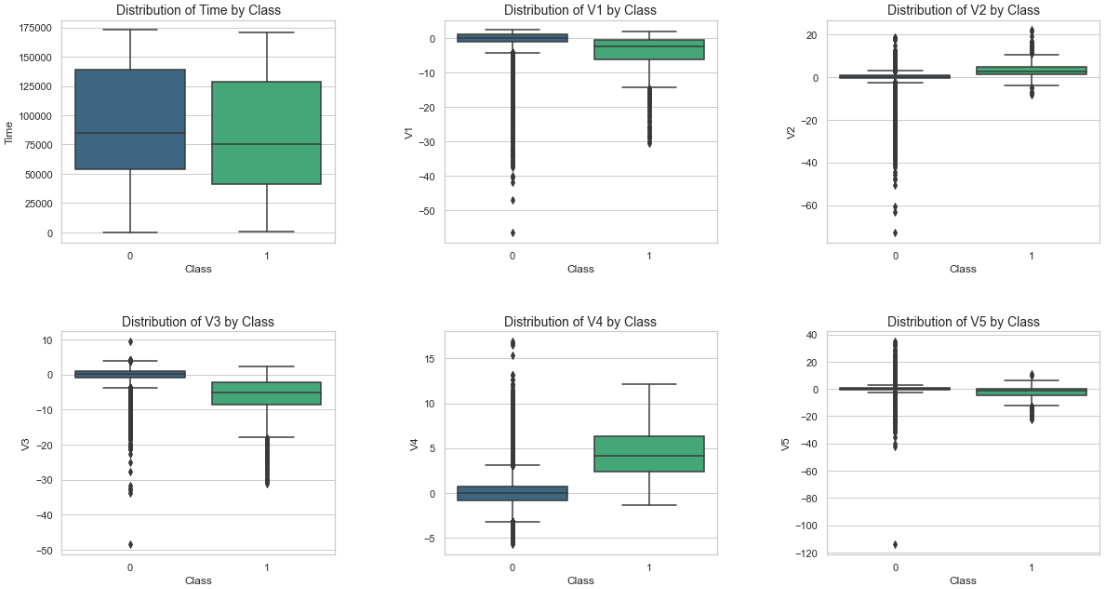 Distribution of Time by Class
175000
150000
125000
100000
75000
50000
25000
0
Time
0
1
Class
Distribution of V1 by Class
0
−10
−20
−30
−40
−50
V1
0
1
Class
Distribution of V2 by Class
20
0
−20
−40
−60
V2
0
1
Class
Distribution of V3 by Class
10
0
−10
−20
−30
−40
−50
V3
0
1
Class
Distribution of V4 by Class
15
10
5
0
−5
V4
0
1
Class
Distribution of V5 by Class
40
20
0
−20
−40
−60
−80
−100
−120
V5
0
1
Class